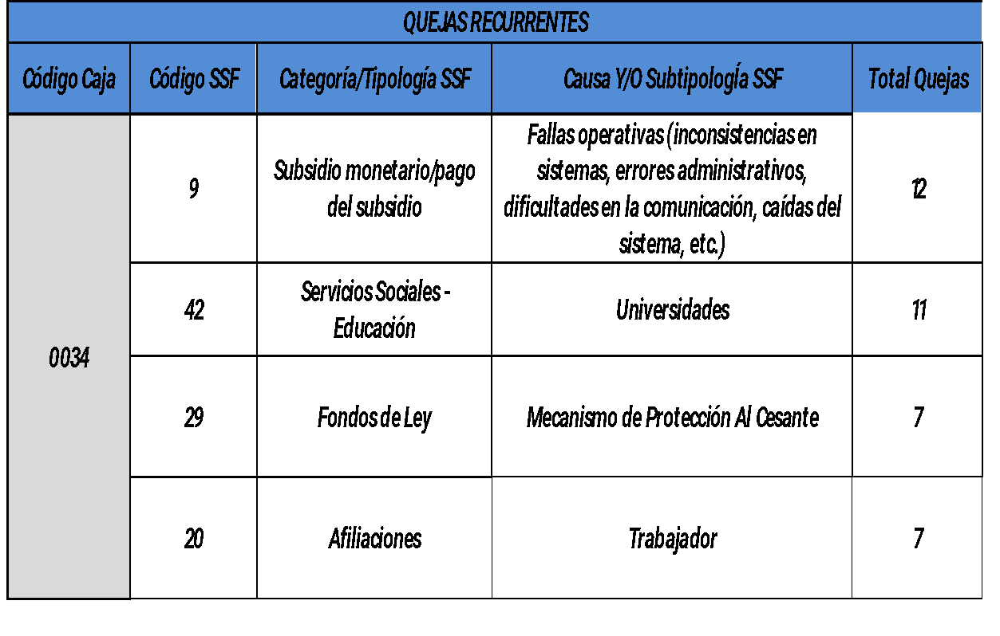 QUEJAS RECURRENTES
Código Caja
Código SSF
Categoría/Tipología SSF
Causa Y/O Subtipología SSF
Total Quejas
0034
9
Subsidio monetario/pago
del subsidio
Fallas operativas (inconsistencias en
sistemas, errores administrativos,
dificultades en la comunicación, caídas del
sistema, etc.)
12
42
Servicios Sociales -
Educación
Universidades
11
29
Fondos de Ley
Mecanismo de Protección Al Cesante
7
20
Afiliaciones
Trabajador
7